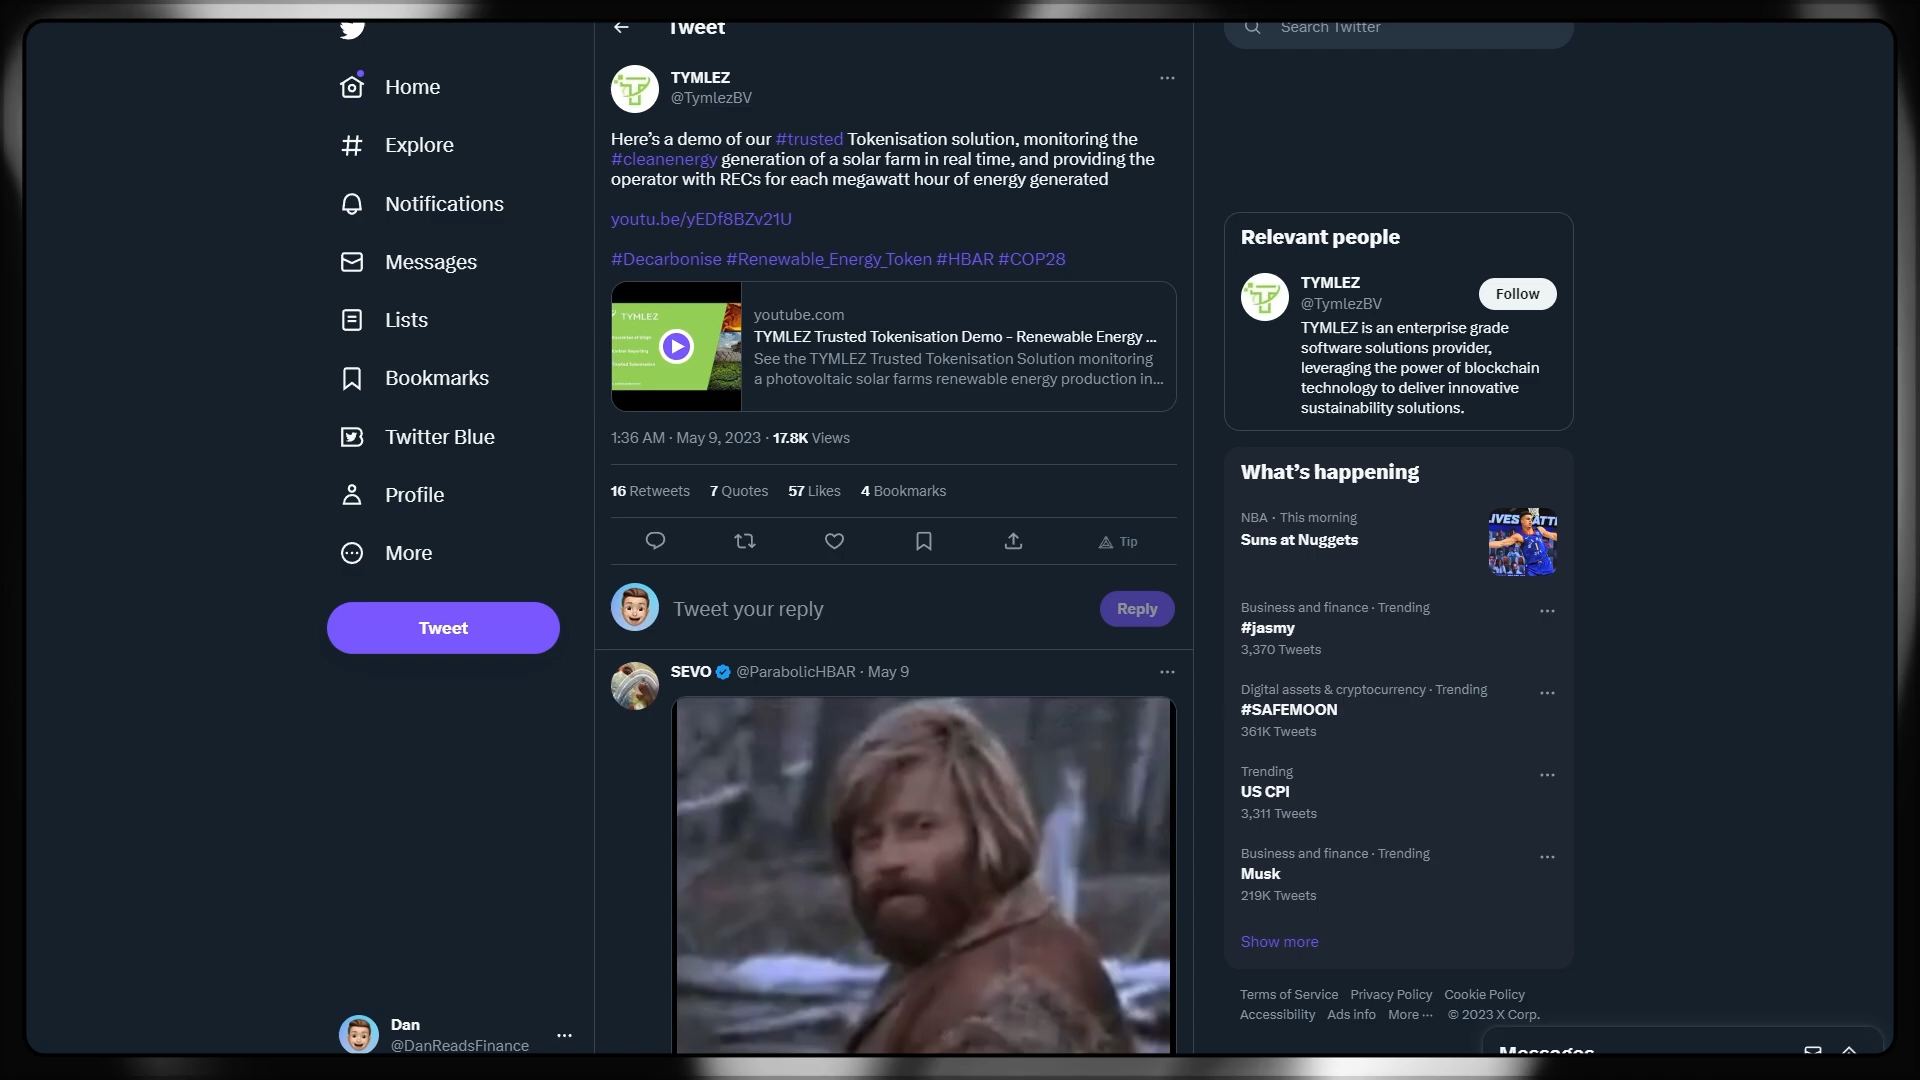 Home
Explore
Notifications
Messages
Lists
Bookmarks
Twitter Blue
Profile
More
Tweet
Dan
@DanReadsFinance
Tweet
TYMLEZ
@TymlezBV
Here’s a demo of our #trusted Tokenisation solution, monitoring the
#cleanenergy generation of a solar farm in real time, and providing the
operator with RECs for each megawatt hour of energy generated
youtu.be/yEDf8BZv21U
#Decarbonise #Renewable_Energy_Token #HBAR #COP28
TYMLEZ
youtube.com
TYMLEZ Trusted Tokenisation Demo - Renewable Energy ...
See the TYMLEZ Trusted Tokenisation Solution monitoring
a photovoltaic solar farms renewable energy production in...
1:36 AM · May 9, 2023 · 17.8K Views
16 Retweets 7 Quotes 57 Likes 4 Bookmarks
Tip
Tweet your reply
Reply
SEVO @ParabolicHBAR · May 9
Search Twitter
Relevant people
TYMLEZ
@TymlezBV
Follow
TYMLEZ is an enterprise grade
software solutions provider,
leveraging the power of blockchain
technology to deliver innovative
sustainability solutions.
What’s happening
NBA · This morning
Suns at Nuggets
Business and finance · Trending
#jasmy
3,370 Tweets
Digital assets & cryptocurrency · Trending
#SAFEMOON
361K Tweets
Trending
US CPI
3,311 Tweets
Business and finance · Trending
Musk
219K Tweets
Show more
Terms of Service Privacy Policy Cookie Policy
Accessibility Ads info More ··· © 2023 X Corp.
Messages